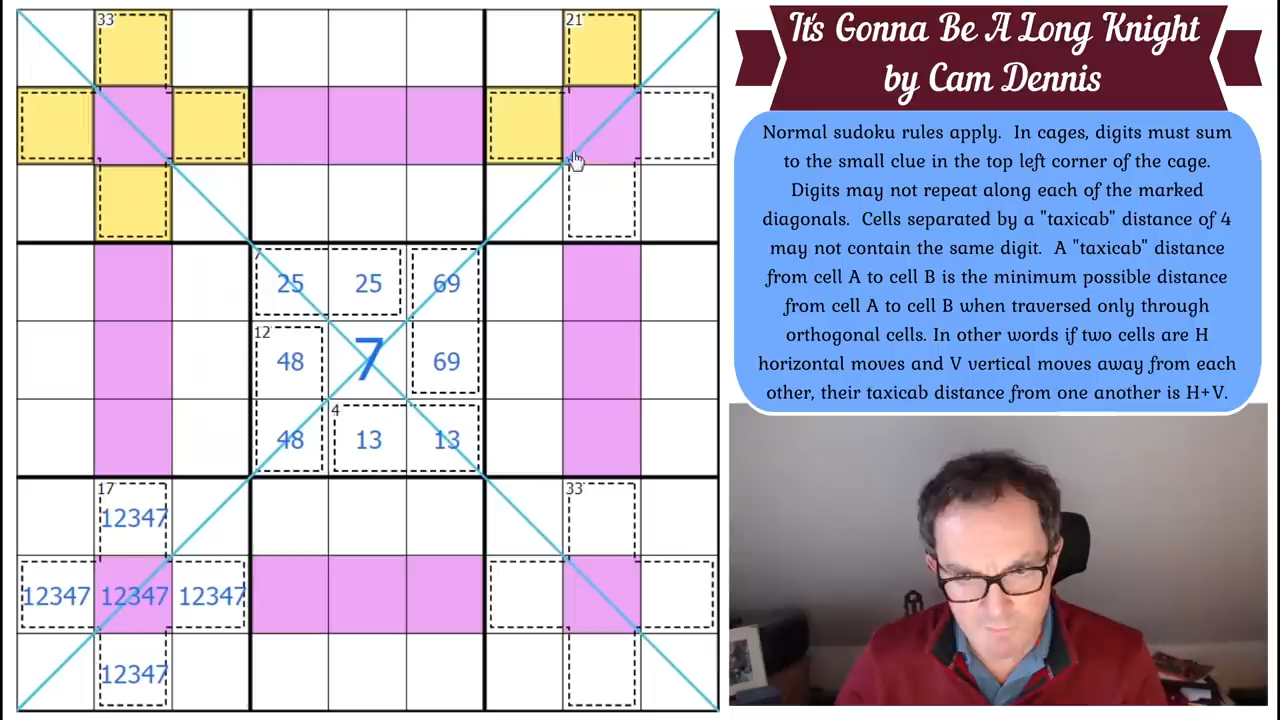 It's Gonna Be A Long Knight
by Cam Dennis
Normal sudoku rules apply. In cages, digits must sum
to the small clue in the top left corner of the cage.
Digits may not repeat along each of the marked
diagonals. Cells separated by a "taxicab" distance of 4
may not contain the same digit. A "taxicab" distance
from cell A to cell B is the minimum possible distance
from cell A to cell B when traversed only through
orthogonal cells. In other words if two cells are H
horizontal moves and V vertical moves away from each
other, their taxicab distance from one another is H+V.
33 21
7
25 25 69
12
48 7 69
4
48 13 13
17 33
12347
12347 12347 12347
12347